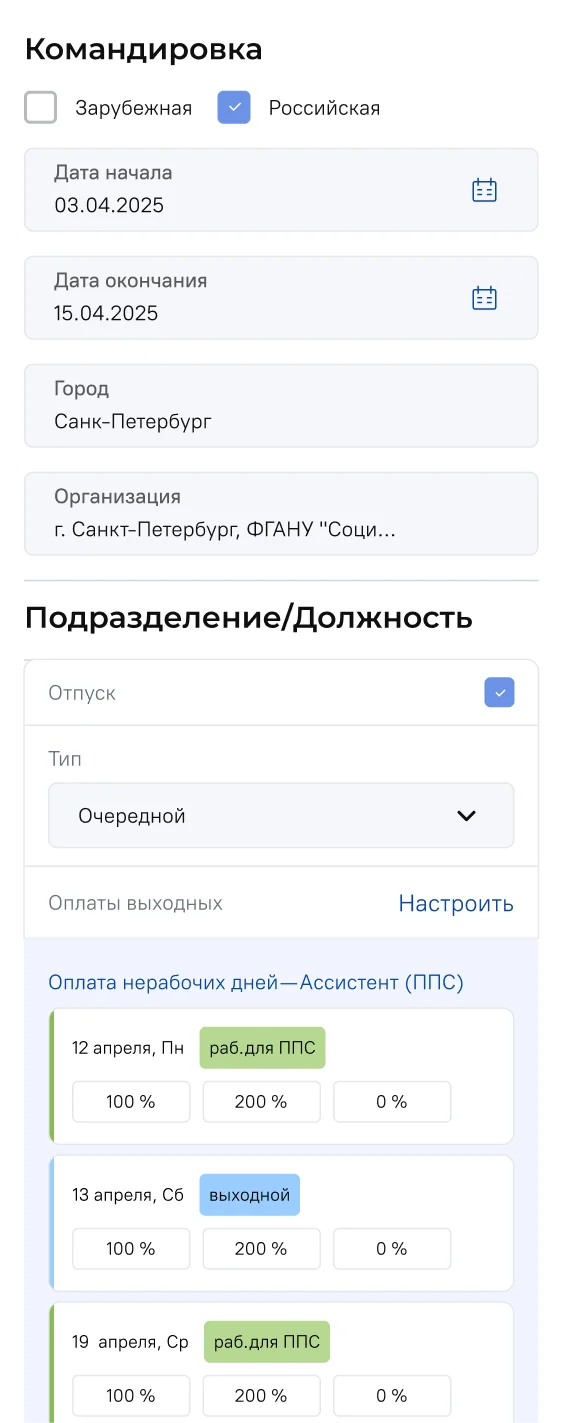 Командировка
Зарубежная Российская
Дата начала
03.04.2025
Дата окончания
15.04.2025
Город
Санк-Петербург
Организация
г. Санкт-Петербург, ФГАНУ "Соци...
Подразделение/Должность
Отпуск
Тип
Очередной
Оплаты выходных Настроить
Оплата нерабочих дней—Ассистент (ППС)
12 апреля, Пн раб.для ППС
100 % 200 % 0 %
13 апреля, Сб выходной
100 % 200 % 0 %
19 апреля, Ср раб.для ППС
100 % 200 % 0 %